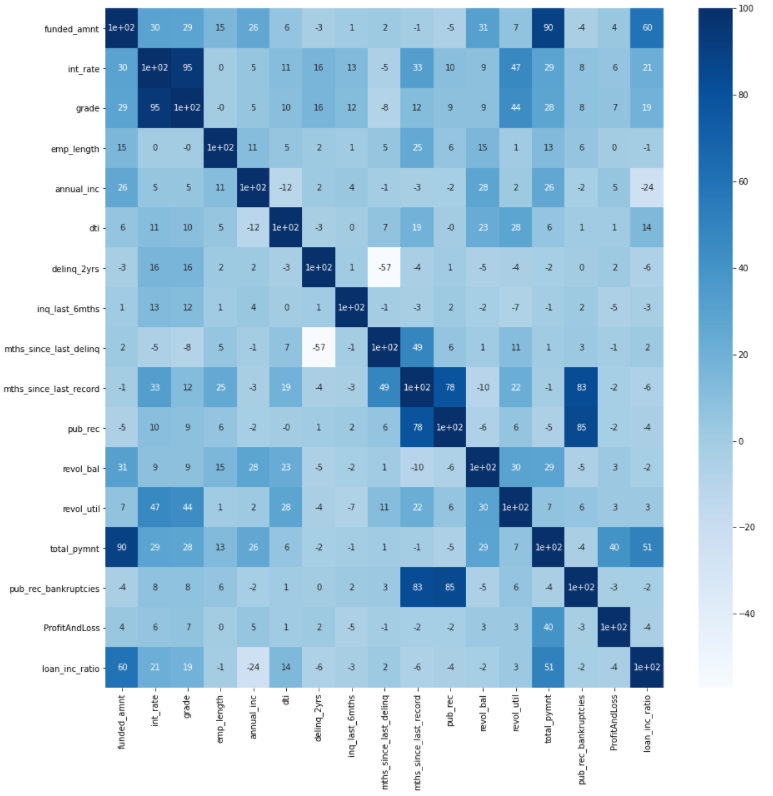 funded_amnt 1e+02 30 29 15 26 6 -3 1 2 -1 -5 31 7 90 -4 4 60
int_rate 30 1e+02 95 0 5 11 16 13 -5 33 10 9 47 29 8 6 21
grade 29 95 1e+02 -0 5 10 16 12 -8 12 9 9 44 28 8 7 19
emp_length 15 0 -0 1e+02 11 5 2 1 5 25 6 15 1 13 6 0 -1
annual_inc 26 5 5 11 1e+02 -12 2 4 -1 -3 -2 28 2 26 -2 5 -24
dti 6 11 10 5 -12 1e+02 -3 0 7 19 -0 23 28 6 1 1 14
delinq_2yrs -3 16 16 2 2 -3 1e+02 1 -57 -4 1 -5 -4 -2 0 2 -6
inq_last_6mths 1 13 12 1 4 0 1 1e+02 -1 -3 2 -2 -7 -1 2 -5 -3
mths_since_last_delinq 2 -5 -8 5 -1 7 -57 -1 1e+02 49 6 1 11 1 3 -1 2
mths_since_last_record -1 33 12 25 -3 19 -4 -3 49 1e+02 78 -10 22 -1 83 -2 -6
pub_rec -5 10 9 6 -2 -0 1 2 6 78 1e+02 -6 6 -5 85 -2 -4
revol_bal 31 9 9 15 28 23 -5 -2 1 -10 -6 1e+02 30 29 -5 3 -2
revol_util 7 47 44 1 2 28 -4 -7 11 22 6 30 1e+02 7 6 3 3
total_pymnt 90 29 28 13 26 6 -2 -1 1 -1 -5 29 7 1e+02 -4 40 51
pub_rec_bankruptcies -4 8 8 6 -2 1 0 2 3 83 85 -5 6 -4 1e+02 -3 -2
ProfitAndLoss 4 6 7 0 5 1 2 -5 -1 -2 -2 3 3 40 -3 1e+02 -4
loan_inc_ratio 60 21 19 -1 -24 14 -6 -3 2 -6 -4 -2 3 51 -2 -4 1e+02
funded_amnt
int_rate
grade
emp_length
annual_inc
dti
delinq_2yrs
inq_last_6mths
mths_since_last_delinq
mths_since_last_record
pub_rec
revol_bal
revol_util
total_pymnt
pub_rec_bankruptcies
ProfitAndLoss
loan_inc_ratio
100
80
60
40
20
0
−20
−40